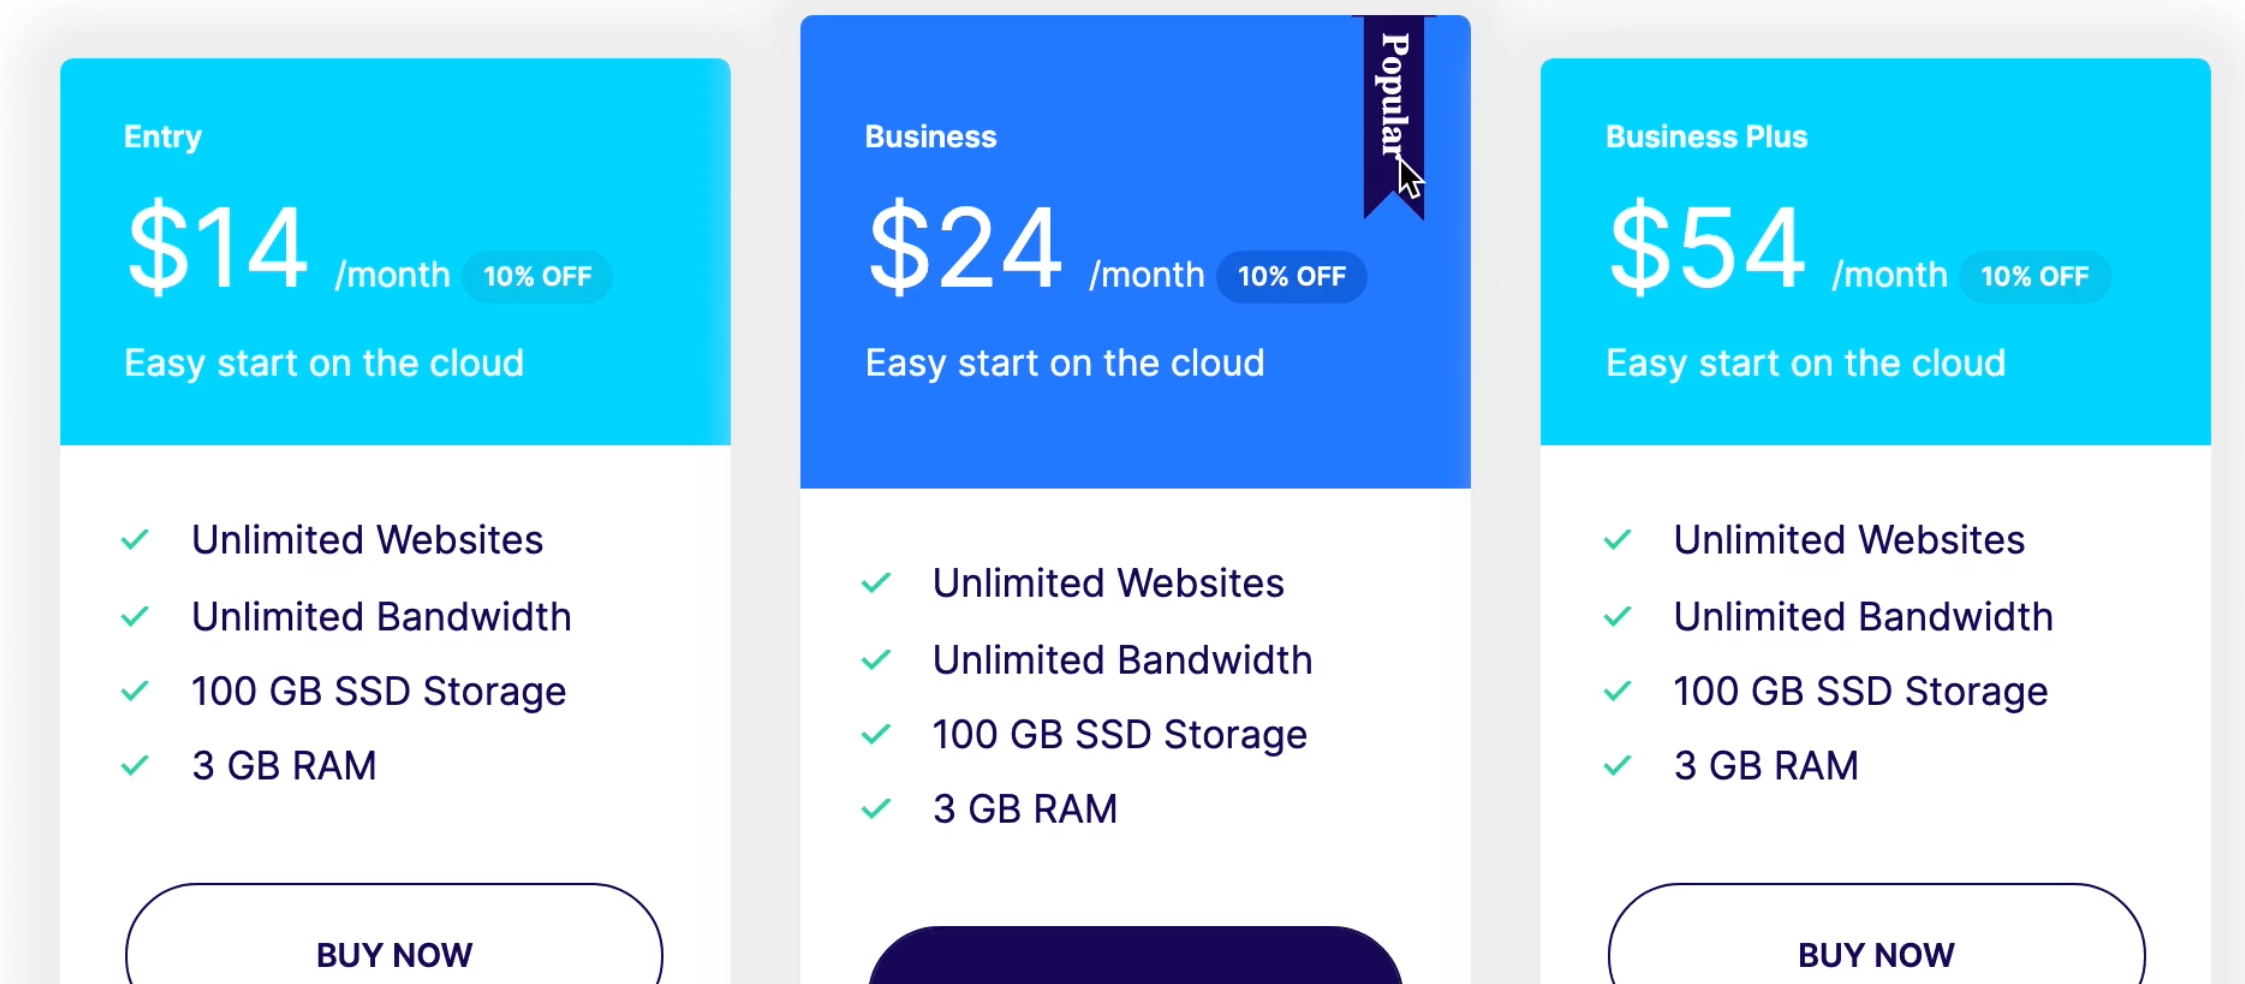 Entry
$14 /month 10% OFF
Easy start on the cloud
Unlimited Websites
Unlimited Bandwidth
100 GB SSD Storage
3 GB RAM
BUY NOW
Popular
Business
$24 /month 10% OFF
Easy start on the cloud
Unlimited Websites
Unlimited Bandwidth
100 GB SSD Storage
3 GB RAM
Business Plus
$54 /month 10% OFF
Easy start on the cloud
Unlimited Websites
Unlimited Bandwidth
100 GB SSD Storage
3 GB RAM
BUY NOW